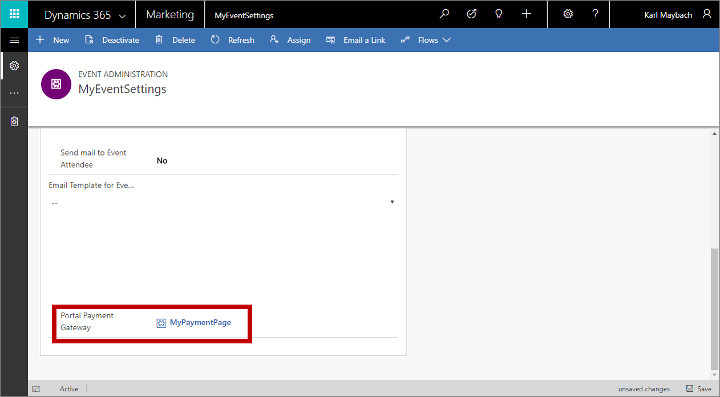 Dynamics 365 Marketing MyEventSettings Karl Maybach
New Deactivate Delete Refresh Assign Email a Link Flows
EVENT ADMINISTRATION
MyEventSettings
Send mail to Event
Attendee
No
Email Template for Eve...
--
Portal Payment
Gateway
MyPaymentPage
Active unsaved changes Save